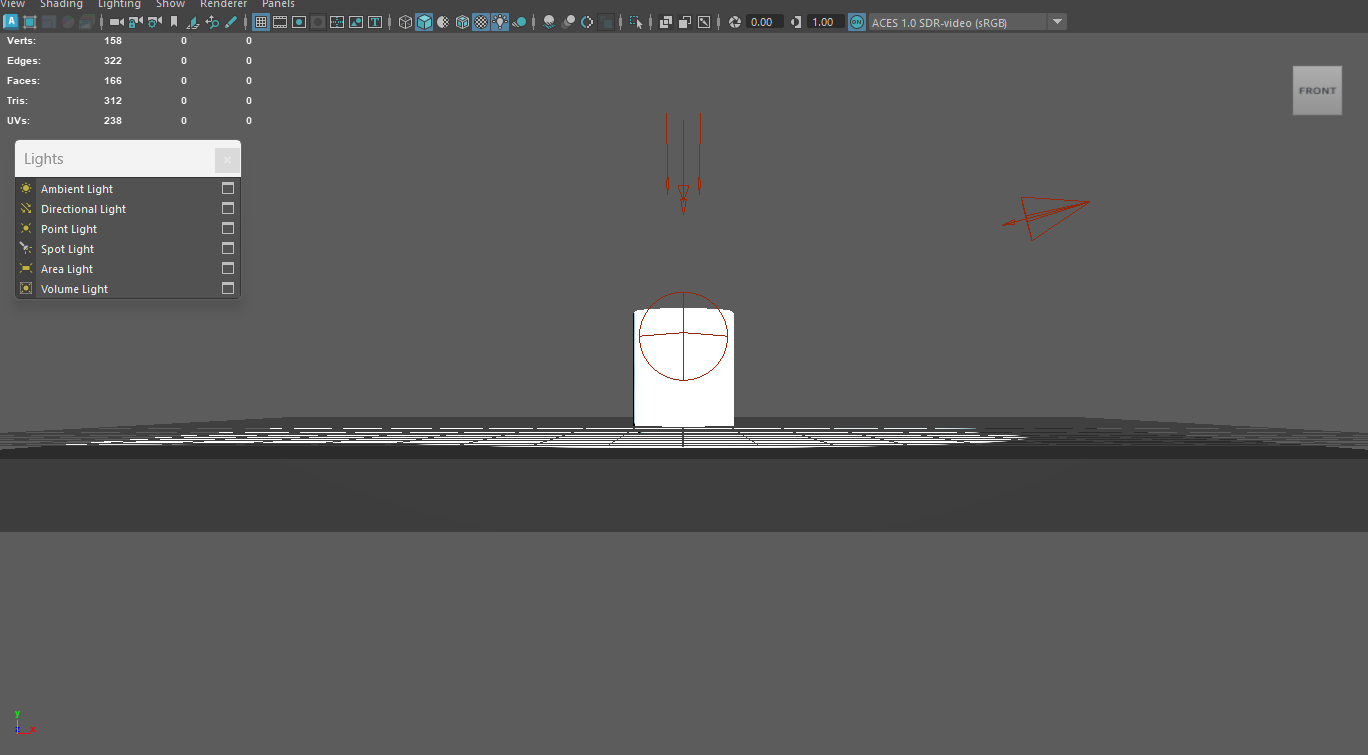 View Shading Lighting Show Renderer Panels
0.00 1.00 ON ACES 1.0 SDR-video (sRGB)
Verts: 158 0 0
Edges: 322 0 0
Faces: 166 0 0
Tris: 312 0 0
UVs: 238 0 0
FRONT
Lights
Ambient Light
Directional Light
Point Light
Spot Light
Area Light
Volume Light
y
z x